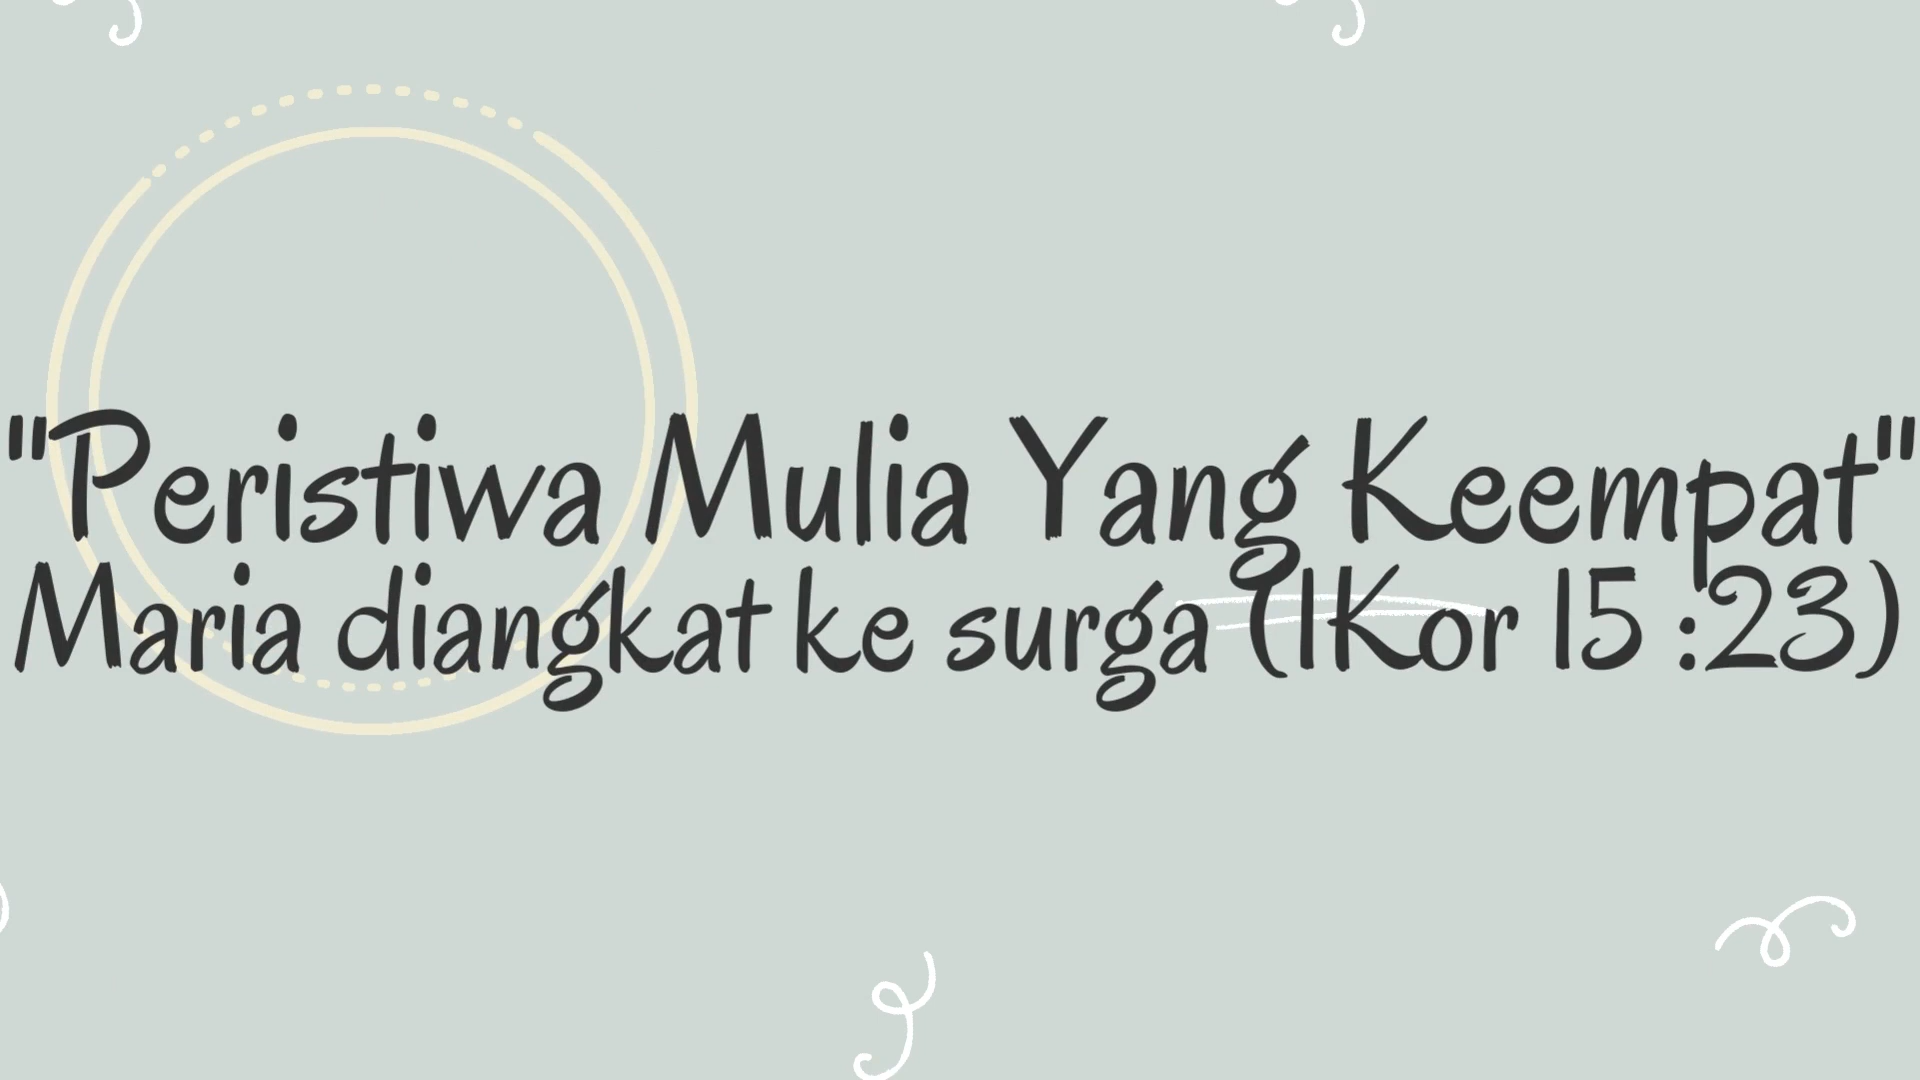 "Peristiwa Mulia Yang Keempat"
Maria diangkat ke surga (1Kor 15 :23)